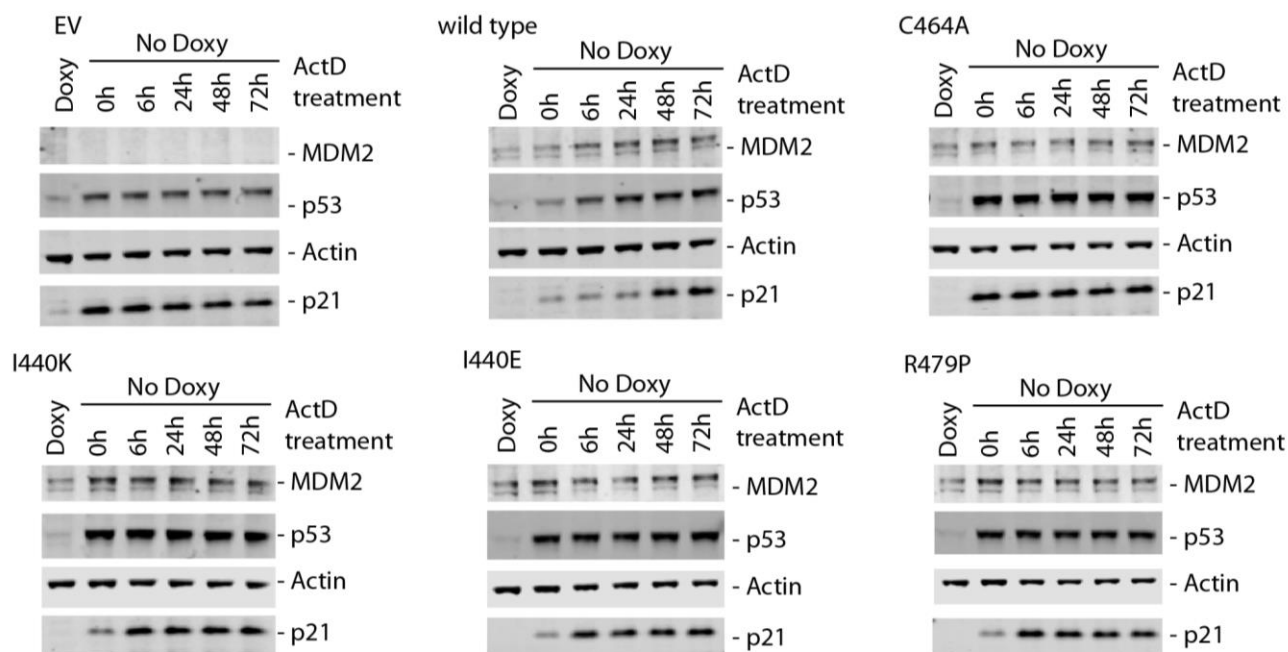 EV
No Doxy
Doxy
0h
6h
24h
48h
72h
ActD
treatment
- MDM2
- p53
- Actin
- p21
wild type
No Doxy
Doxy
0h
6h
24h
48h
72h
ActD
treatment
- MDM2
- p53
- Actin
- p21
C464A
No Doxy
Doxy
0h
6h
24h
48h
72h
ActD
treatment
- MDM2
- p53
- Actin
- p21
I440K
No Doxy
Doxy
0h
6h
24h
48h
72h
ActD
treatment
- MDM2
- p53
- Actin
- p21
I440E
No Doxy
Doxy
0h
6h
24h
48h
72h
ActD
treatment
- MDM2
- p53
- Actin
- p21
R479P
No Doxy
Doxy
0h
6h
24h
48h
72h
ActD
treatment
- MDM2
- p53
- Actin
- p21